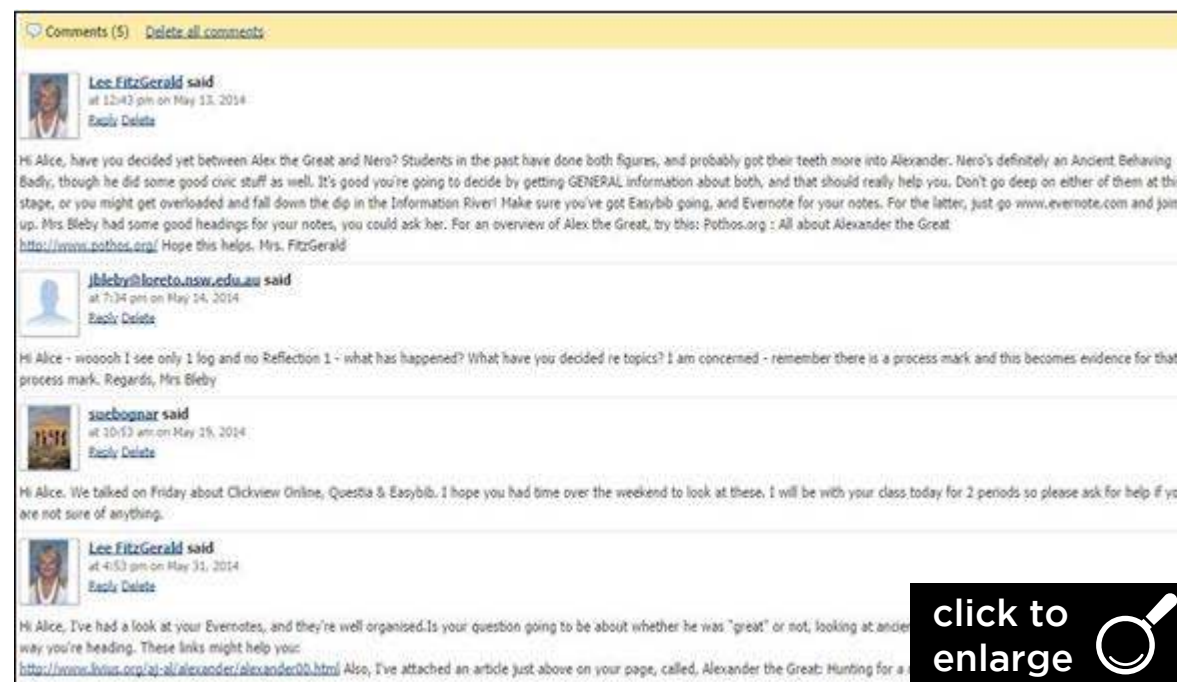 Comments (5) Delete all comments
Lee FitzGerald said
at 12:43 pm on May 13, 2014
Reply Delete
Hi Alice, have you decided yet between Alex the Great and Nero? Students in the past have done both figures, and probably got their teeth more into Alexander. Nero's definitely an Ancient Behaving
Badly, though he did some good civic stuff as well. It's good you're going to decide by getting GENERAL information about both, and that should really help you. Don't go deep on either of them at this
stage, or you might get overloaded and fall down the dip in the Information River! Make sure you've got Easybib going, and Evernote for your notes. For the latter, just go www.evernote.com and join
up. Mrs Bleby had some good headings for your notes, you could ask her. For an overview of Alex the Great, try this: Pothos.org : All about Alexander the Great
http://www.pothos.org/ Hope this helps. Mrs. FitzGerald
jbleby@loreto.nsw.edu.au said
at 7:34 pm on May 14, 2014
Reply Delete
Hi Alice - wooooh I see only 1 log and no Reflection 1 - what has happened? What have you decided re topics? I am concerned - remember there is a process mark and this becomes evidence for that
process mark. Regards, Mrs Bleby
suebognar said
at 10:53 am on May 19, 2014
Reply Delete
Hi Alice. We talked on Friday about Clickview Online, Questia & Easybib. I hope you had time over the weekend to look at these. I will be with your class today for 2 periods so please ask for help if yo
are not sure of anything.
Lee FitzGerald said
at 4:53 pm on May 31, 2014
Reply Delete
Hi Alice, I've had a look at your Evernotes, and they're well organised.Is your question going to be about whether he was "great" or not, looking at ancien
way you're heading. These links might help you:
http://www.livius.org/aj-al/alexander/alexander00.html Also, I've attached an article just above on your page, called, Alexander the Great: Hunting for a
click to
enlarge